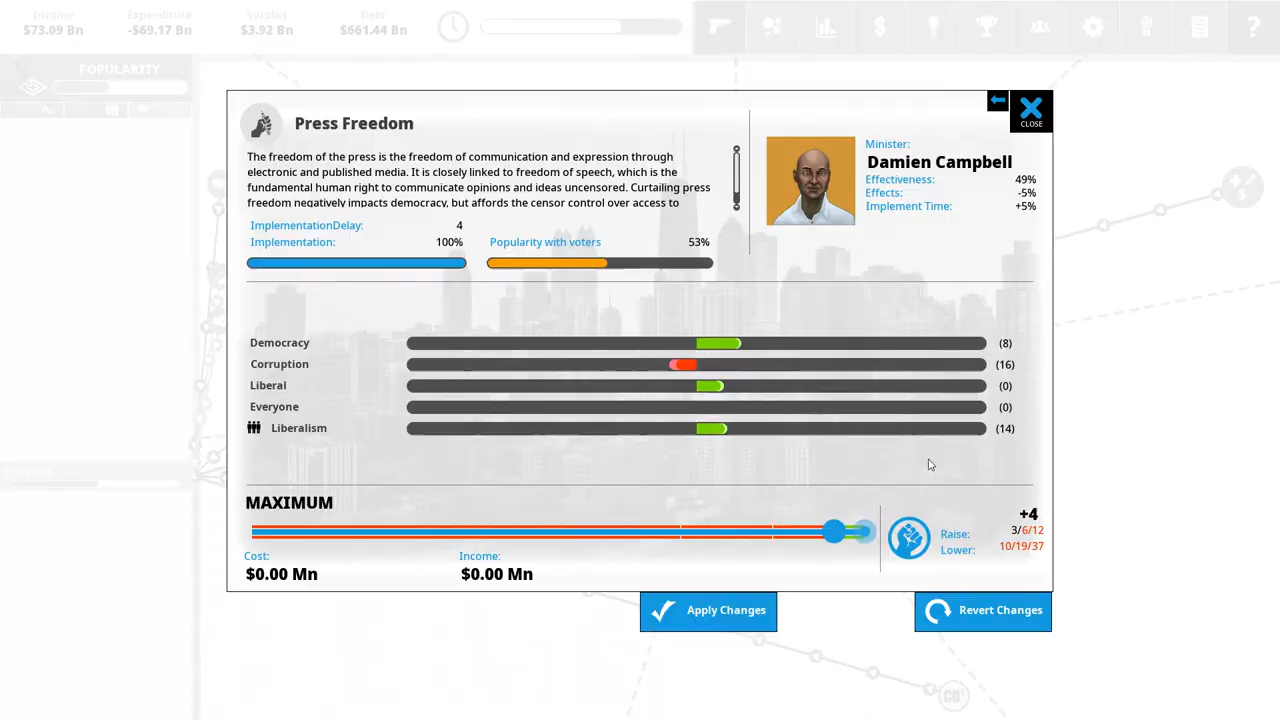 Income Expenditure Surplus Debt
$73.09 Bn -$69.17 Bn $3.92 Bn $661.44 Bn
?
POPULARITY
Press Freedom
CLOSE
The freedom of the press is the freedom of communication and expression through
electronic and published media. It is closely linked to freedom of speech, which is the
fundamental human right to communicate opinions and ideas uncensored. Curtailing press
freedom negatively impacts democracy, but affords the censor control over access to
Minister:
Damien Campbell
Effectiveness: 49%
Effects: -5%
Implement Time: +5%
ImplementationDelay: 4
Implementation: 100%
Popularity with voters 53%
Democracy (8)
Corruption (16)
Liberal (0)
Everyone (0)
Liberalism (14)
MAXIMUM
+4
Raise: 3/6/12
Lower: 10/19/37
Cost: Income:
$0.00 Mn $0.00 Mn
Apply Changes Revert Changes